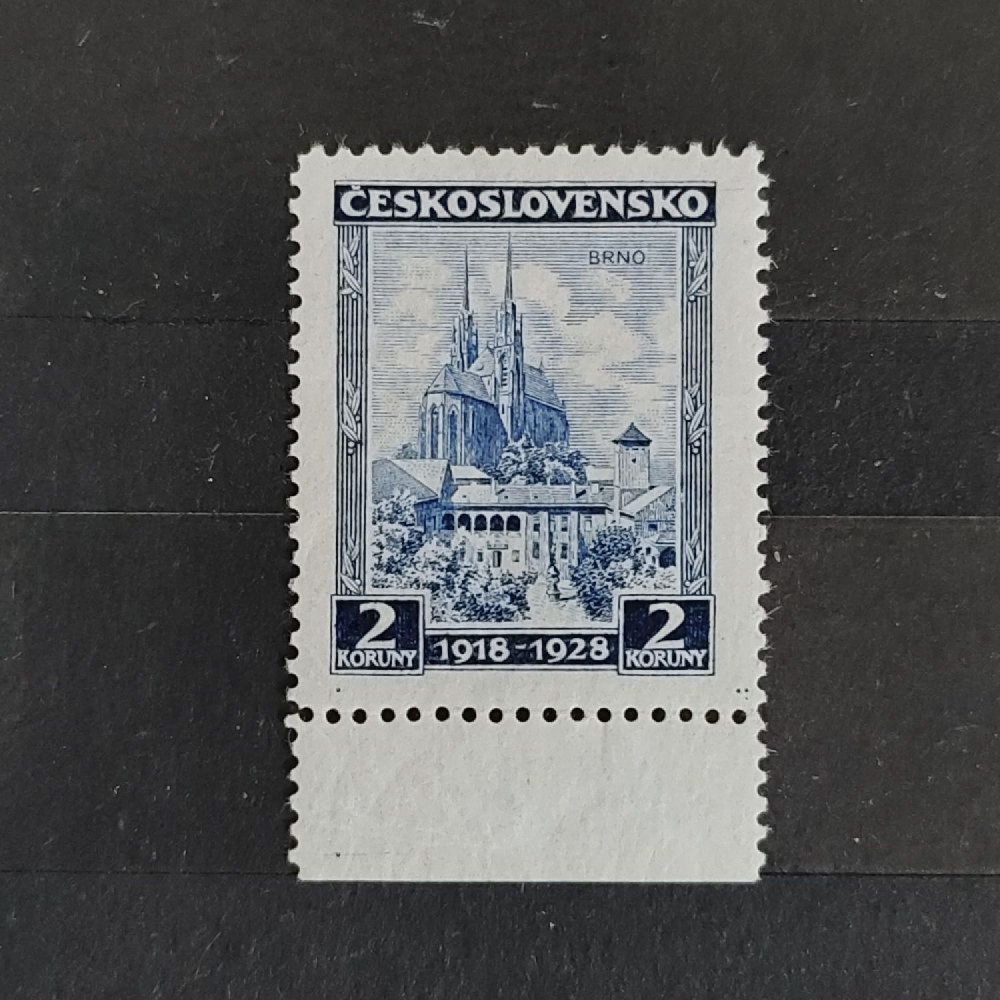 ČESKOSLOVENSKO
BRNO
2 2
KORUNY 1918-1928 KORUNY